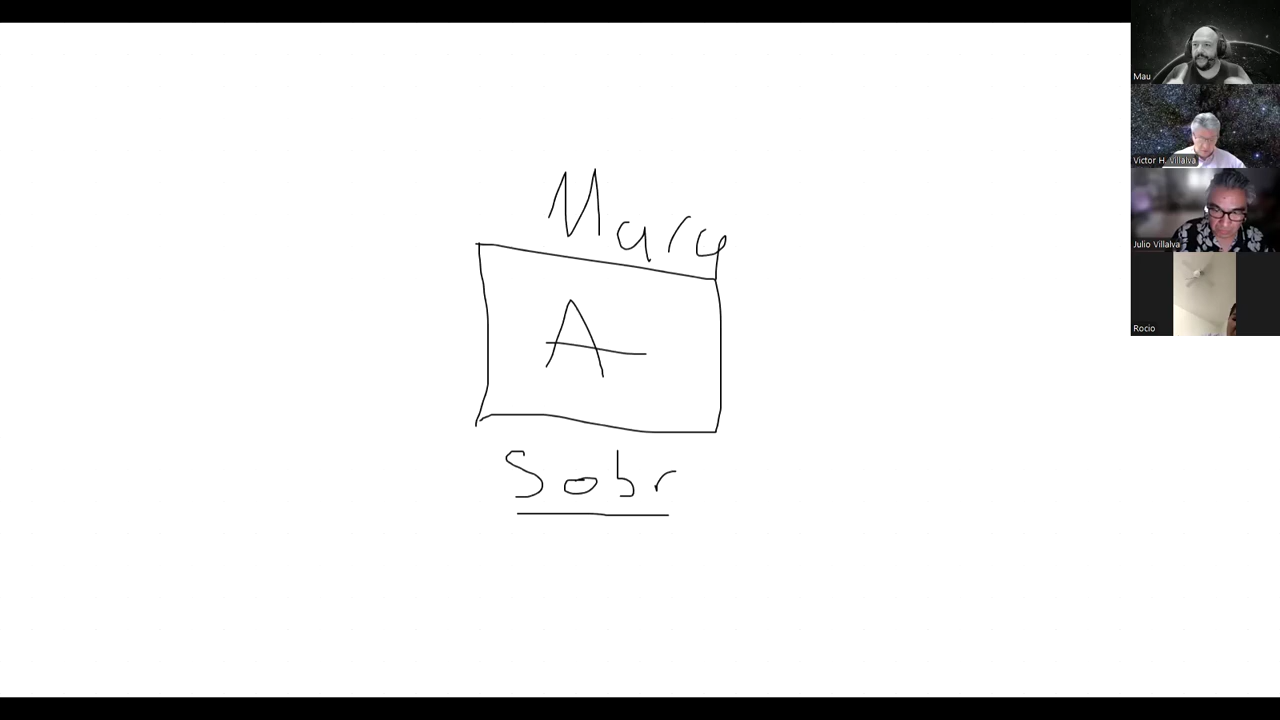 Mau
Victor H. Villalva
Julio Villalva
Rocio
Marc
A
Sobr